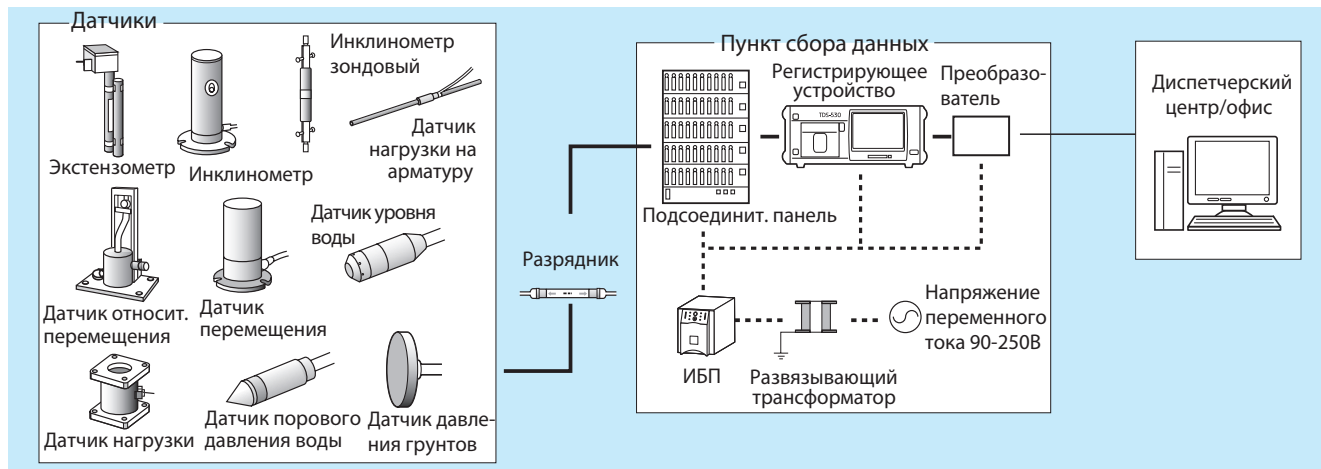 Датчики
Инклинометр
зондовый
Экстензометр
Инклинометр
Датчик
нагрузки на
арматуру
Датчик уровня
воды
Датчик относит.
перемещения
Датчик
перемещения
Датчик нагрузки
Датчик порового
давления воды
Датчик давле-
ния грунтов
Разрядник
Пункт сбора данных
Регистрирующее
устройство
Преобразо-
ватель
TDS-530
Подсоединит. панель
ИБП
Развязывающий
трансформатор
Напряжение
переменного
тока 90-250В
Диспетчерский
центр/офис